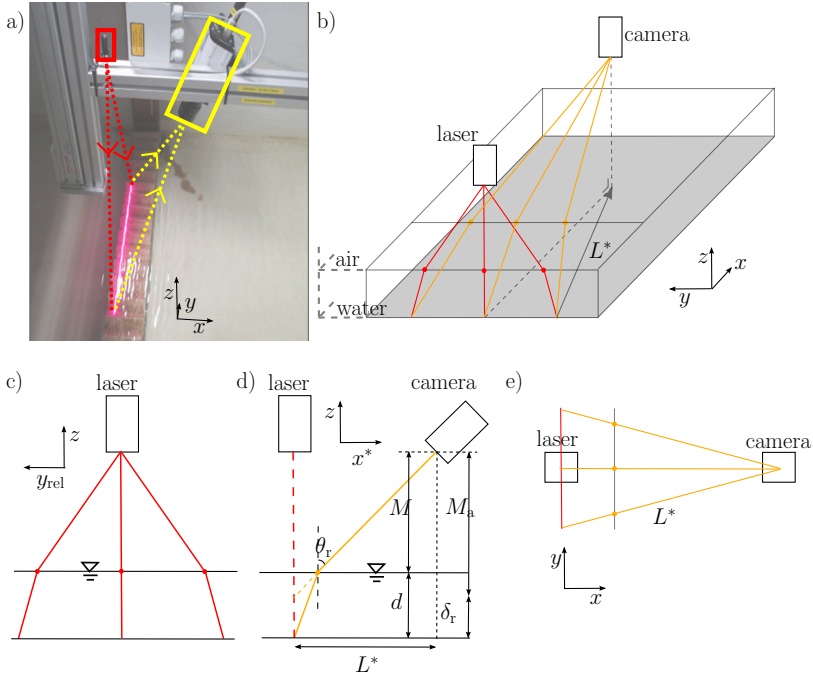 a)
z
y
x
b)
camera
laser
air
water
L*
z
x
y
c)
laser
z
y_rel
d)
laser
camera
z
x*
M
M_a
θ_r
d
δ_r
L*
e)
laser
camera
L*
y
x